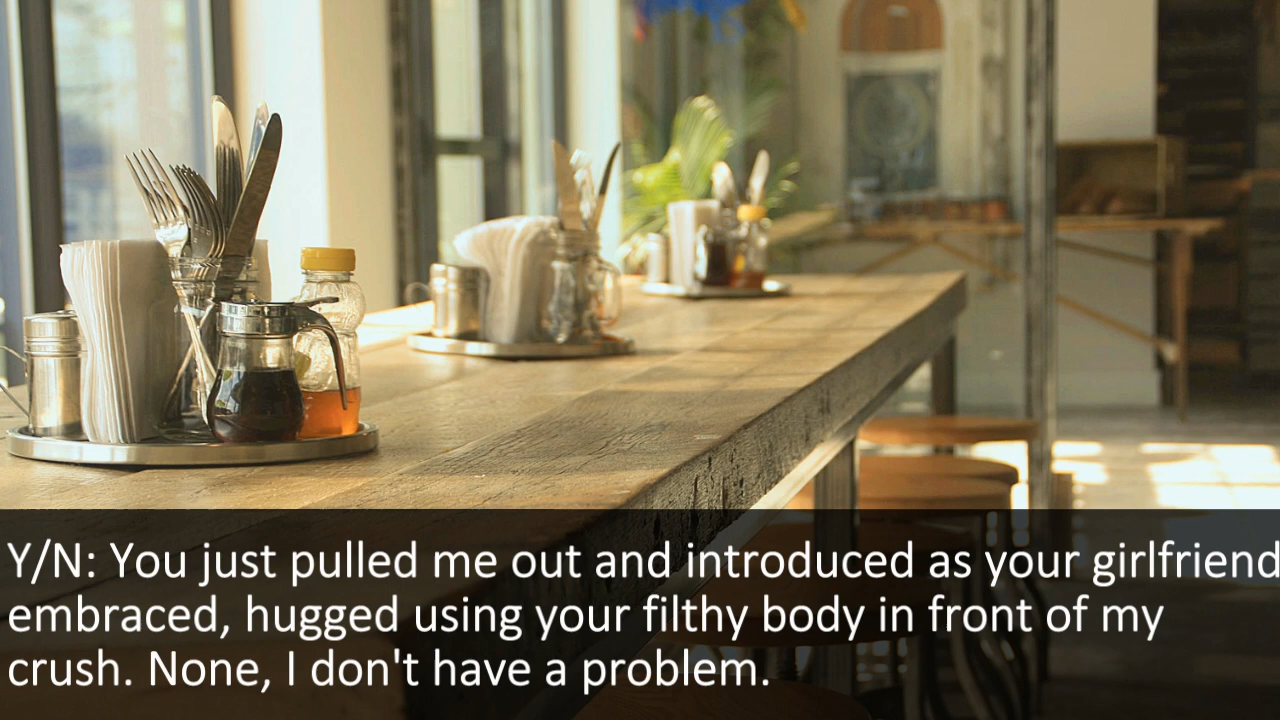 Y/N: You just pulled me out and introduced as your girlfriend
embraced, hugged using your filthy body in front of my
crush. None, I don't have a problem.